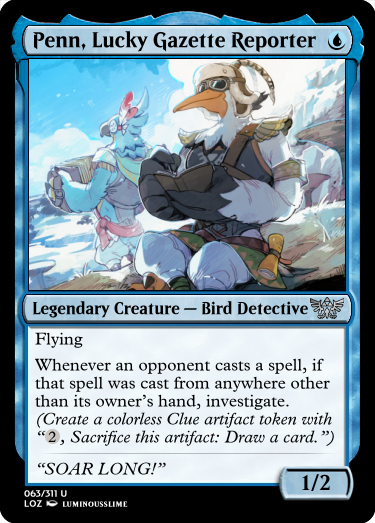 Penn, Lucky Gazette Reporter
Legendary Creature — Bird Detective
Flying
Whenever an opponent casts a spell, if
that spell was cast from anywhere other
than its owner's hand, investigate.
(Create a colorless Clue artifact token with
“2, Sacrifice this artifact: Draw a card.”)
“SOAR LONG!”
1/2
063/311 U
LOZ LUMINOUSSLIME